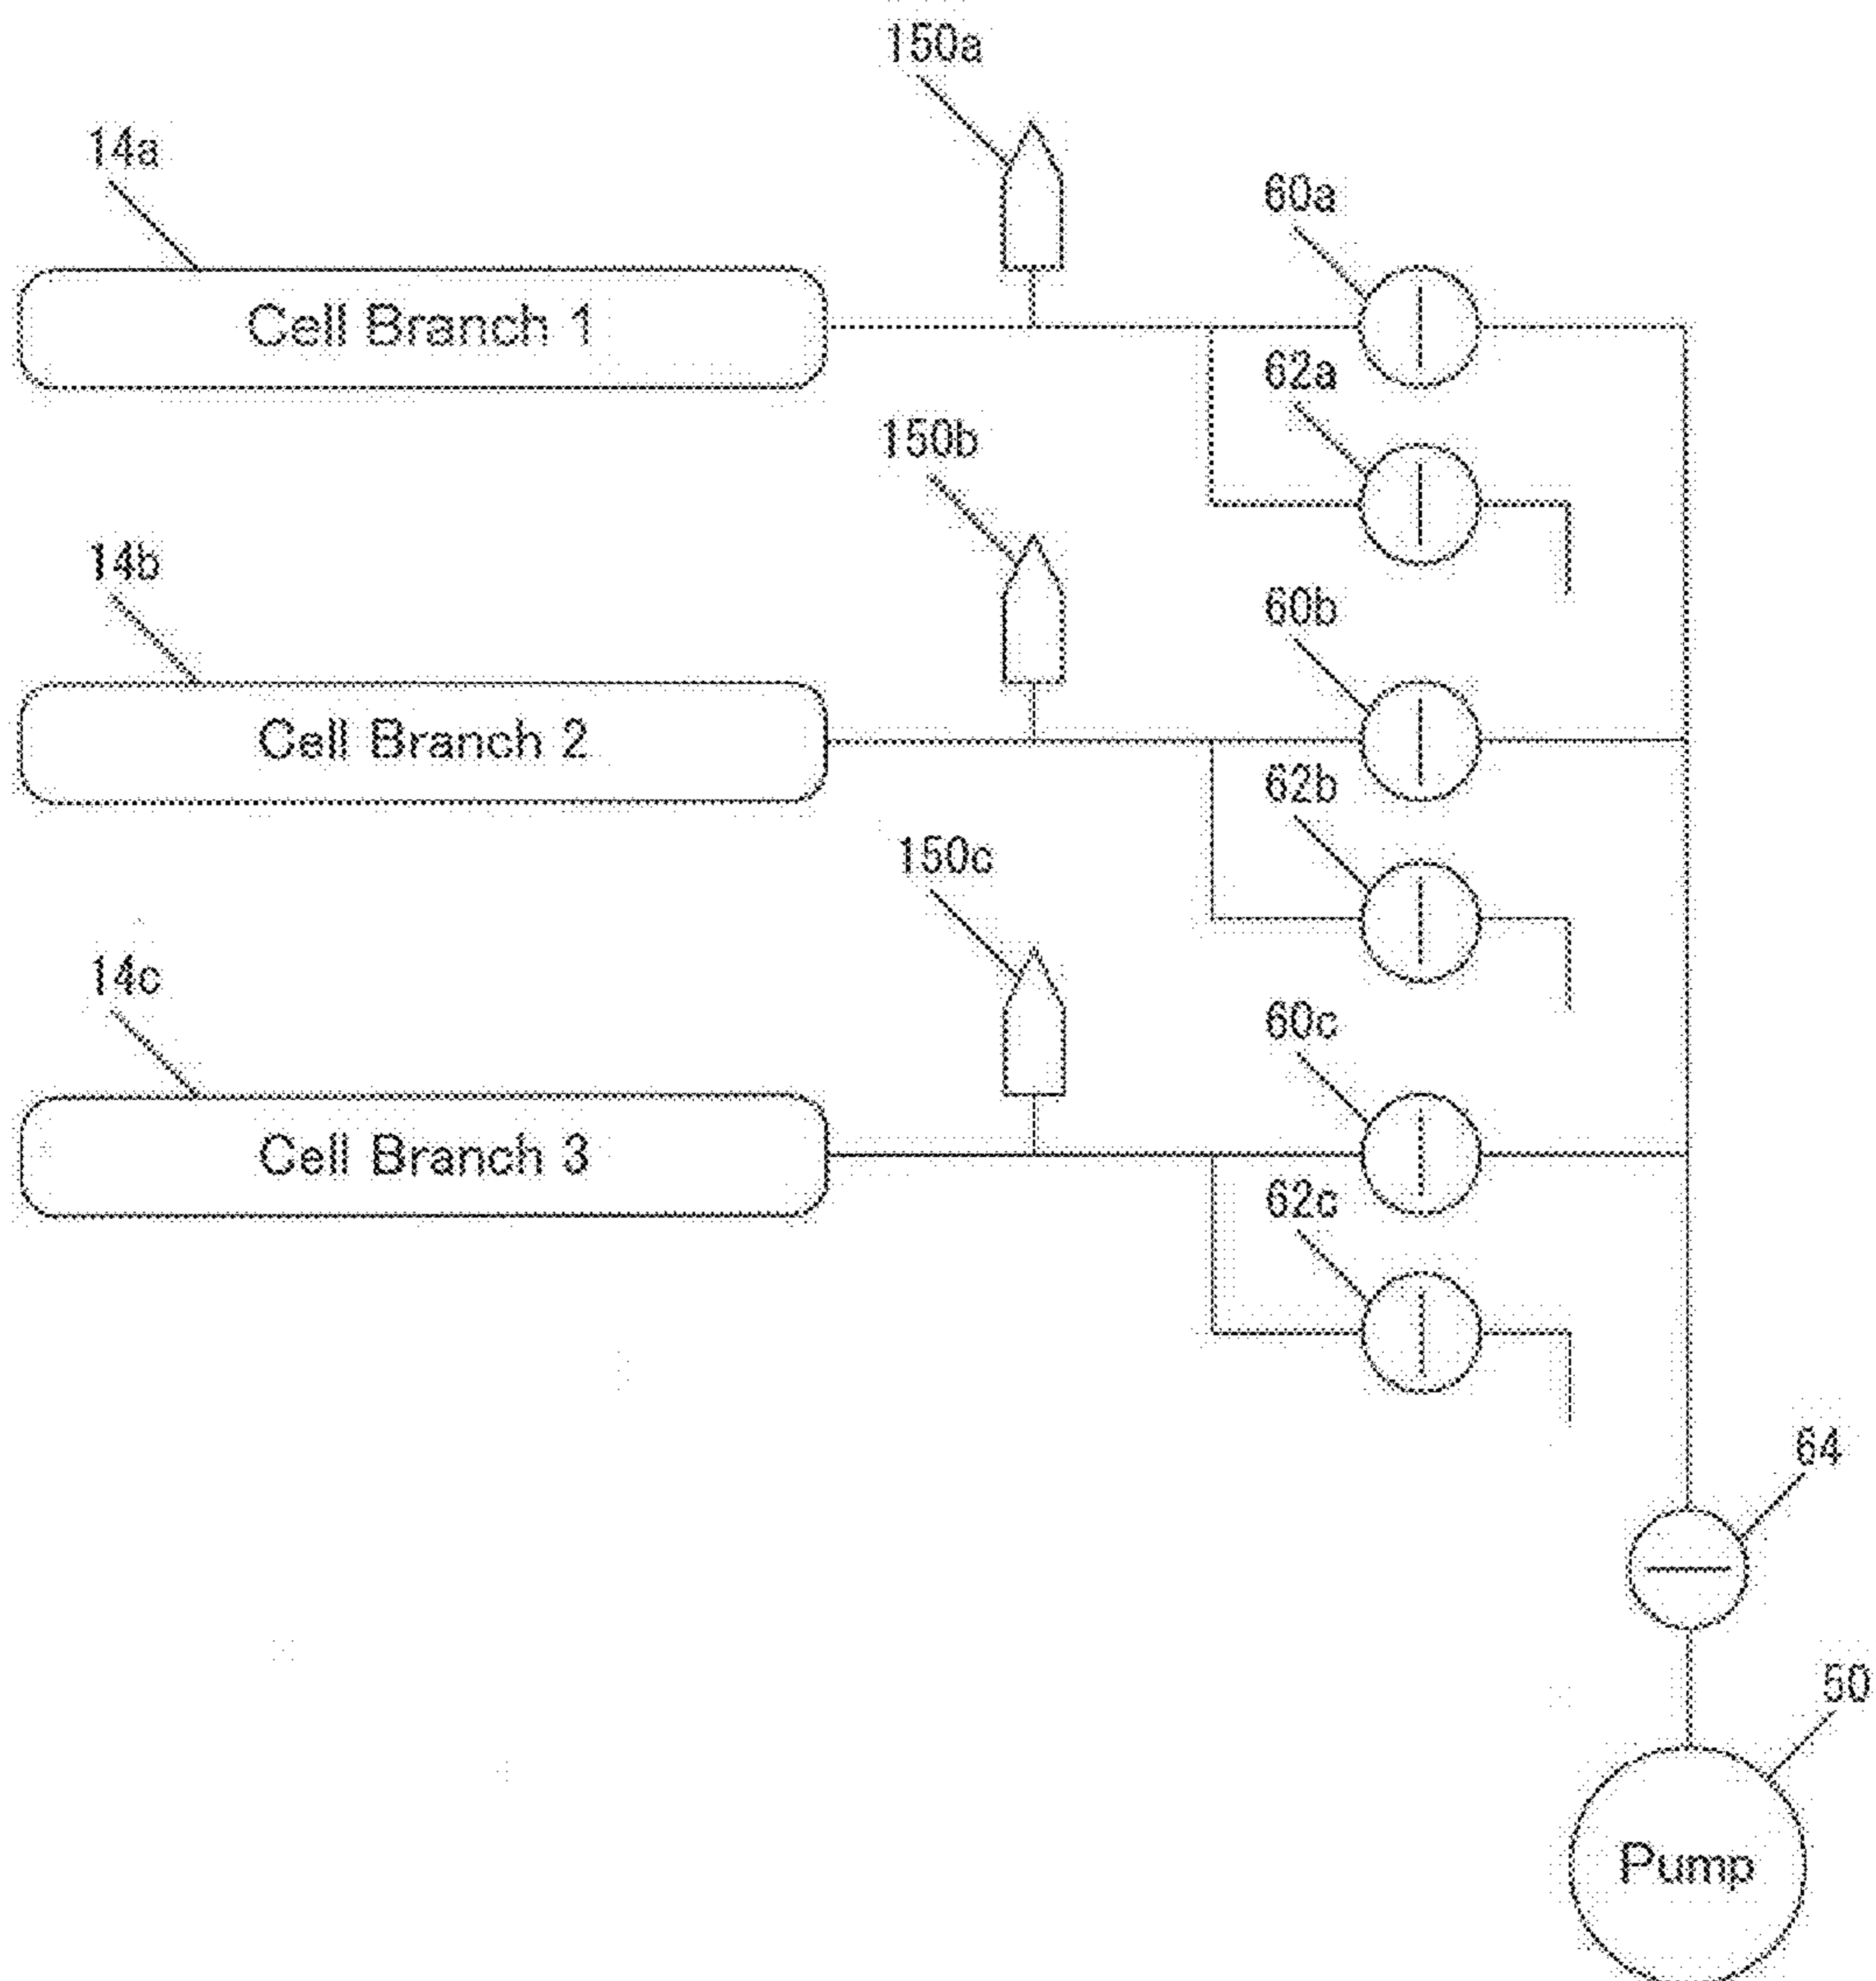 150a
14a
60a
Cell Branch 1
62a
150b
14b
60b
Cell Branch 2
62b
150c
14c
60c
Cell Branch 3
62c
64
50
Pump